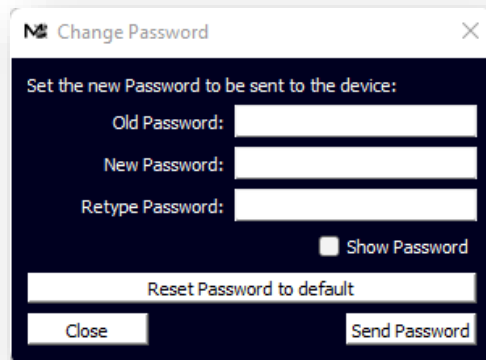 Change Password
Set the new Password to be sent to the device:
Old Password:
New Password:
Retype Password:
Show Password
Reset Password to default
Close Send Password